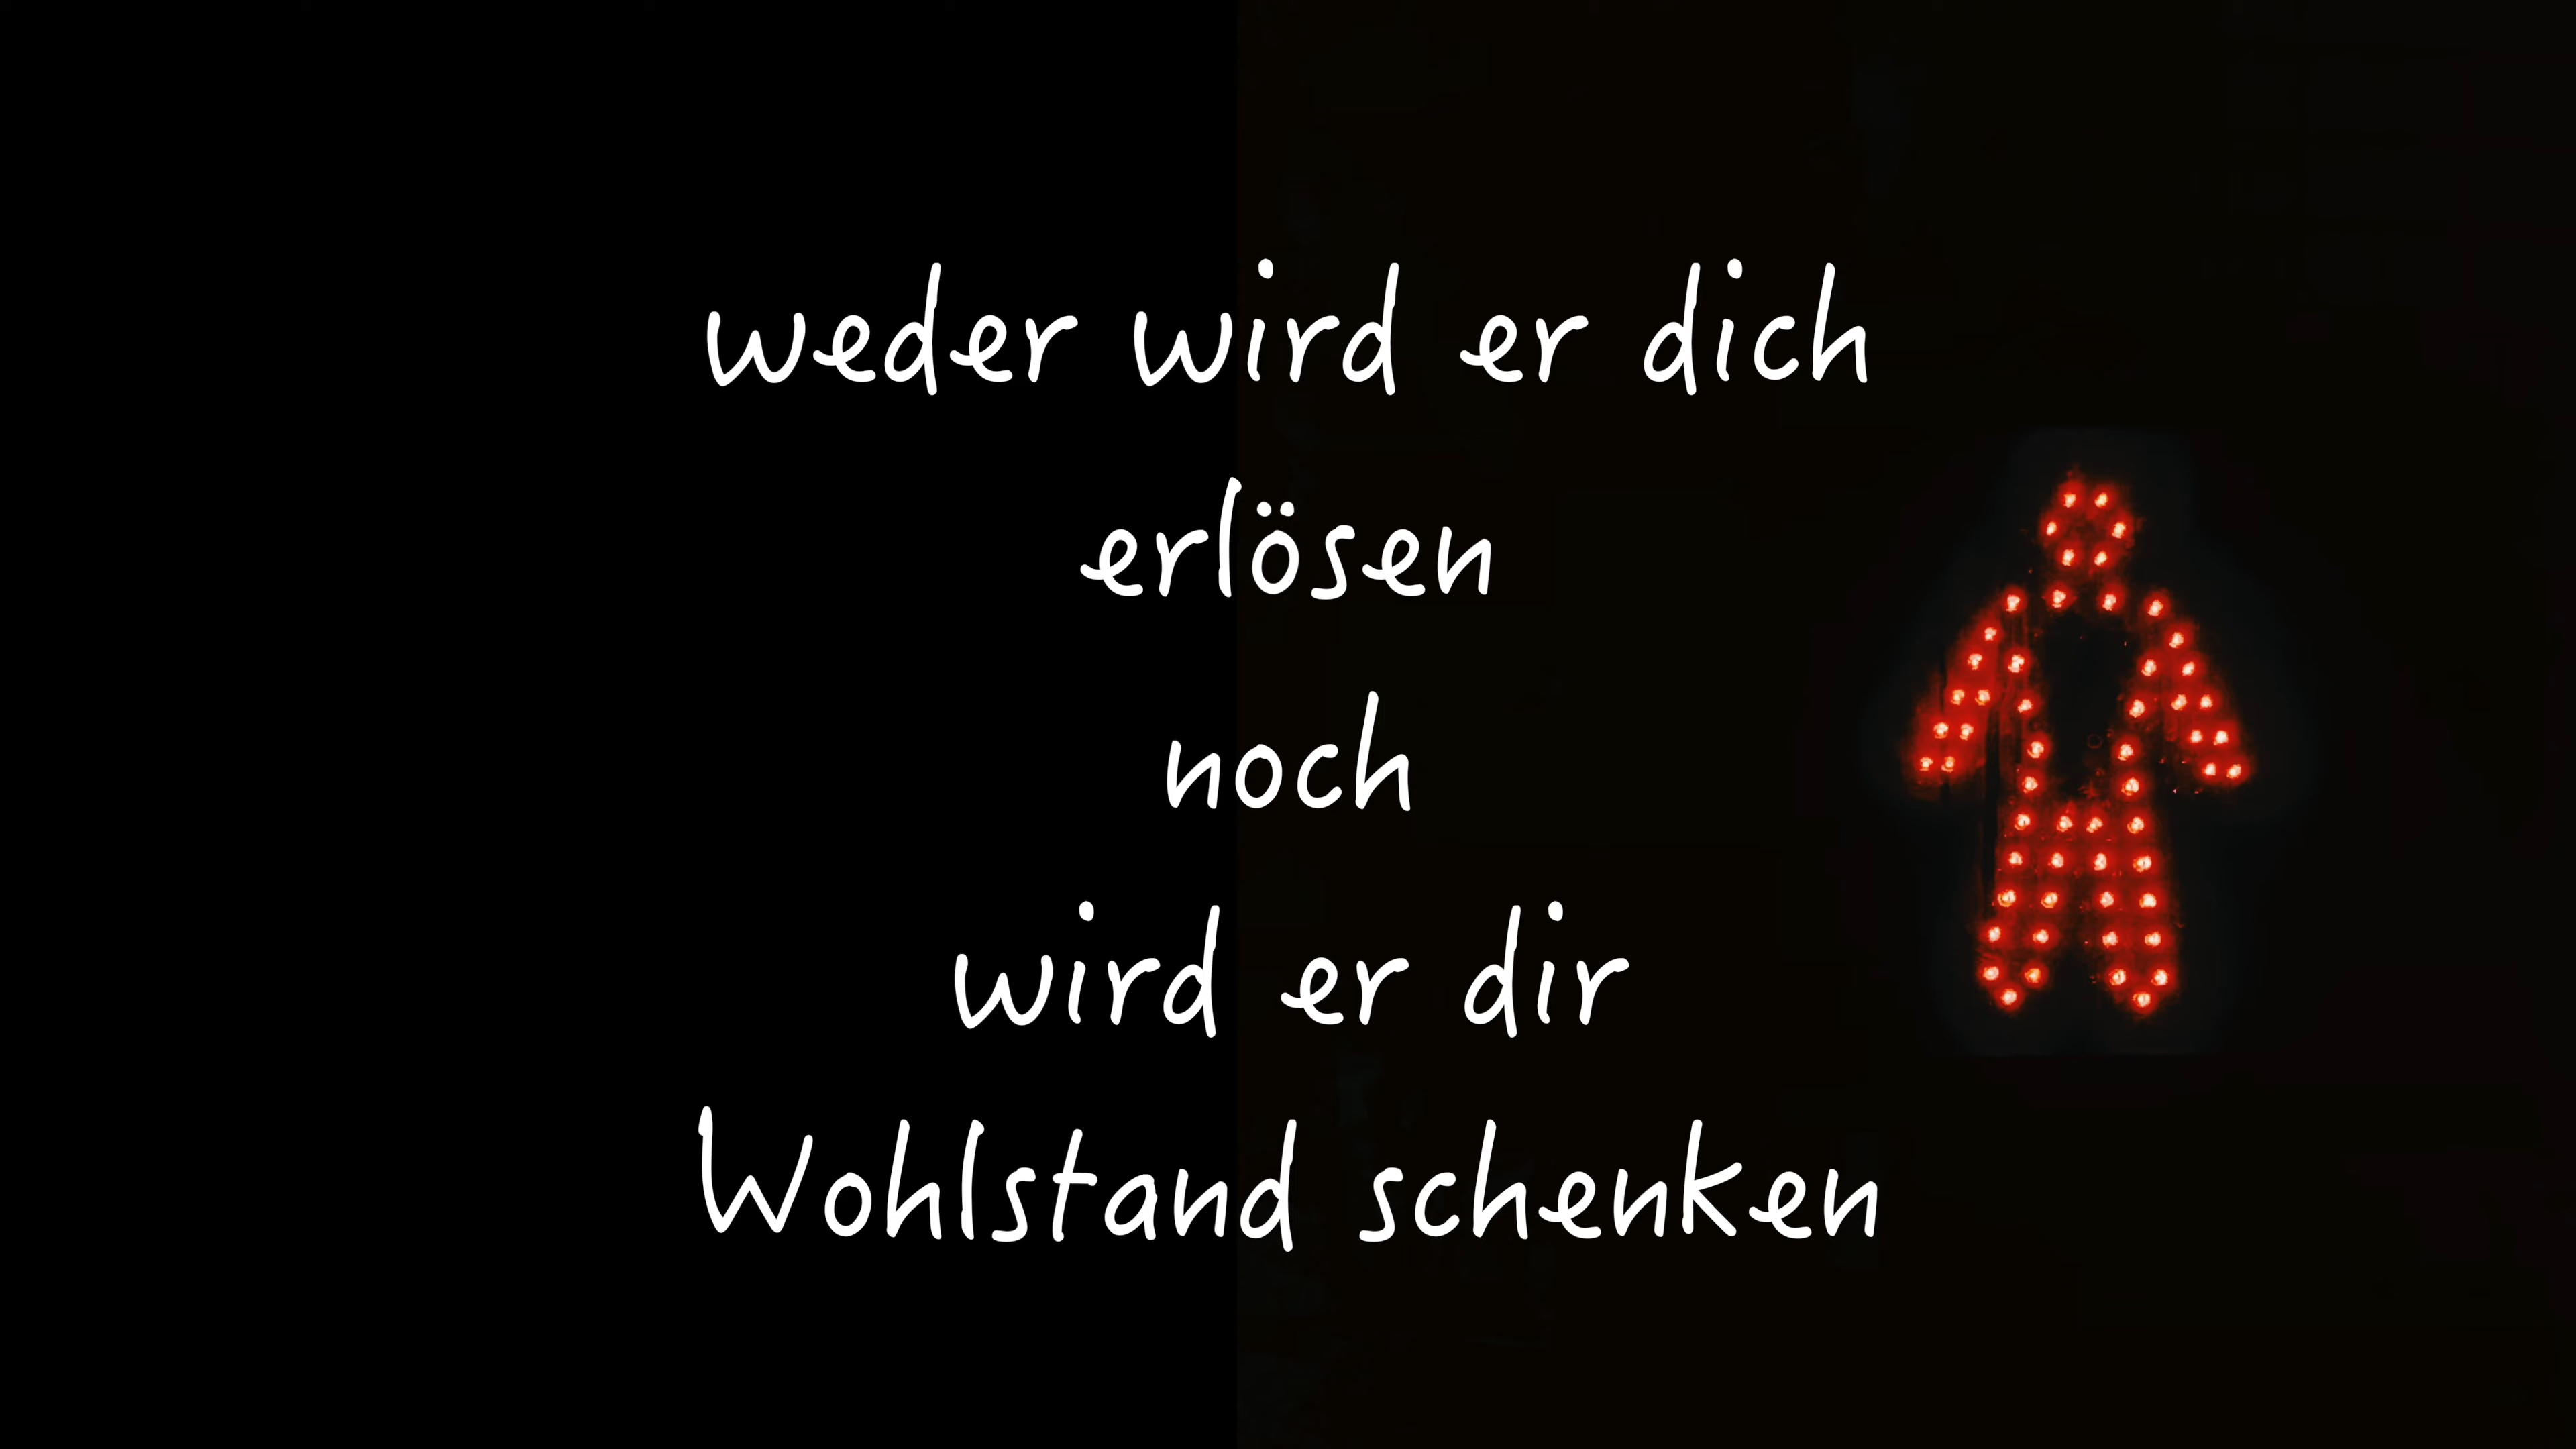 weder wird er dich
erlösen
noch
wird er dir
Wohlstand schenken